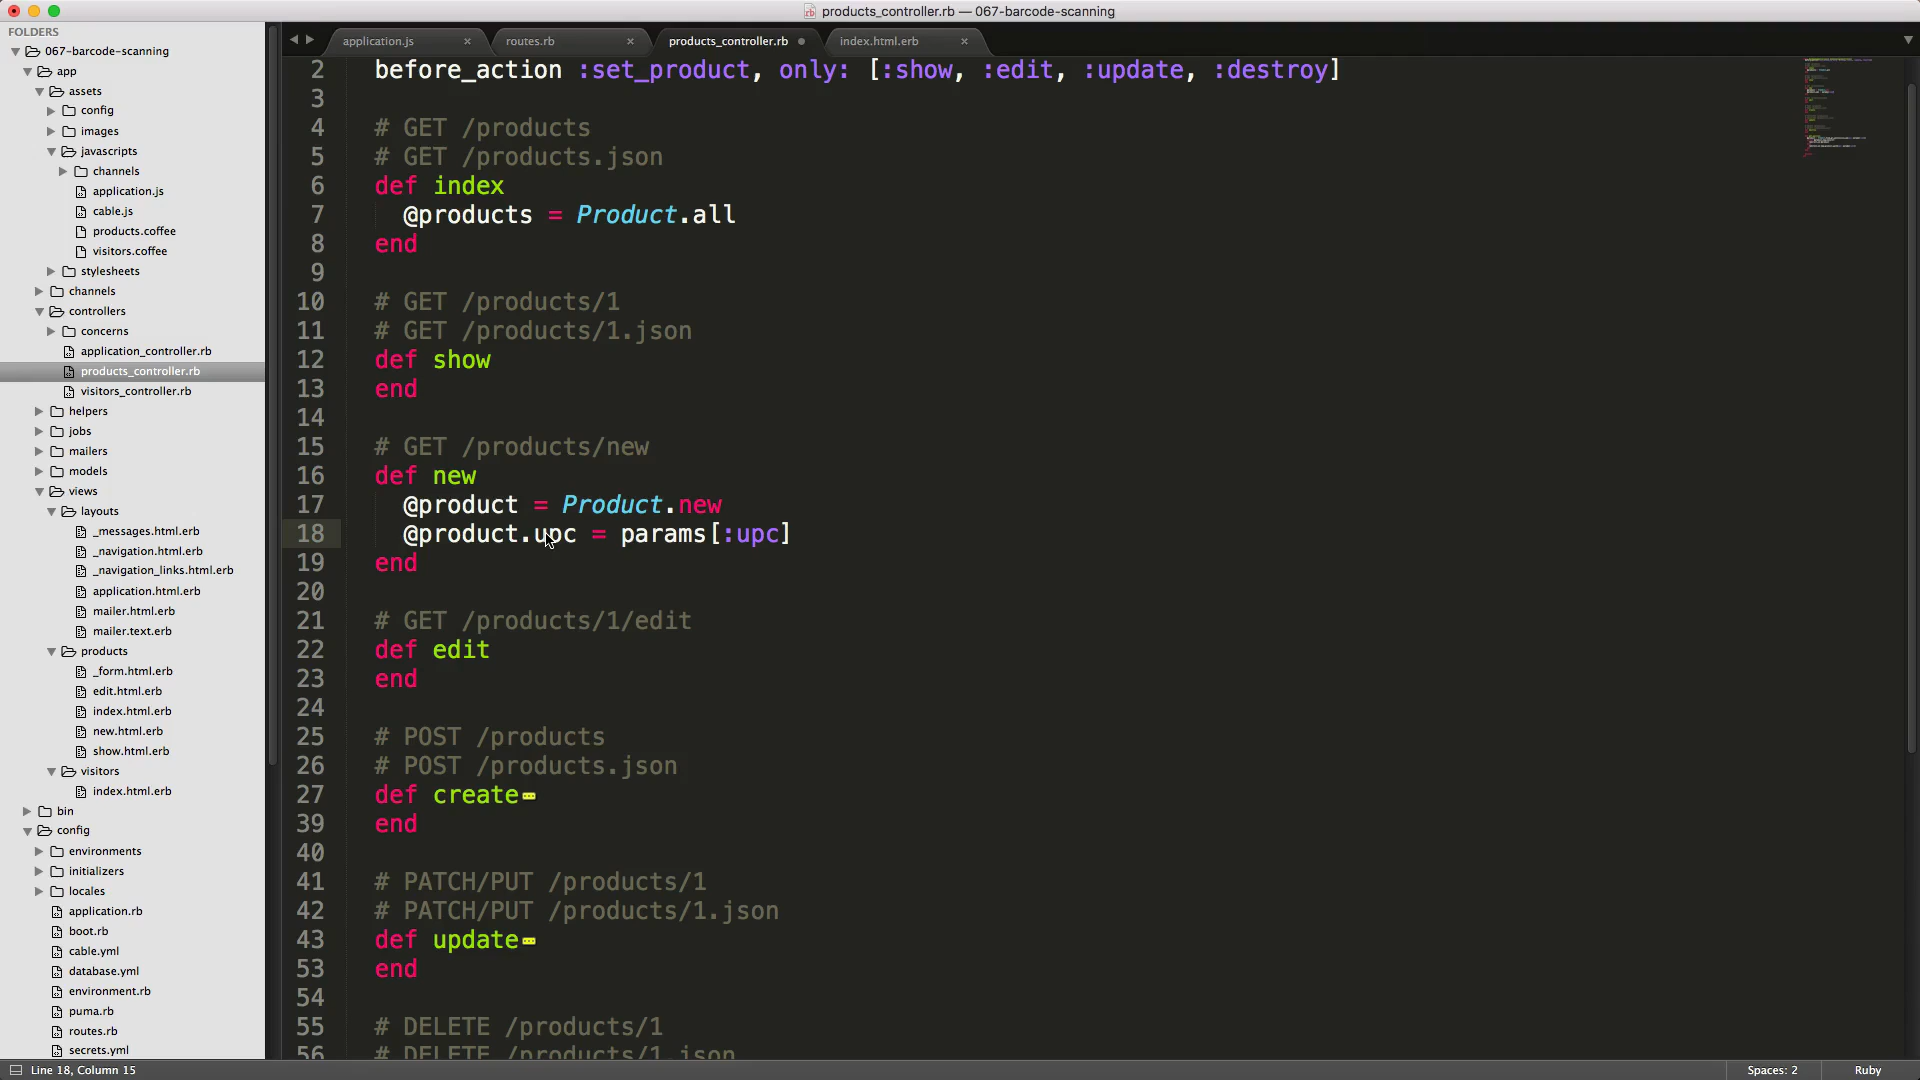 products_controller.rb — 067-barcode-scanning
FOLDERS
067-barcode-scanning
app
assets
config
images
javascripts
channels
application.js
cable.js
products.coffee
visitors.coffee
stylesheets
channels
controllers
concerns
application_controller.rb
products_controller.rb
visitors_controller.rb
helpers
jobs
mailers
models
views
layouts
_messages.html.erb
_navigation.html.erb
_navigation_links.html.erb
application.html.erb
mailer.html.erb
mailer.text.erb
products
_form.html.erb
edit.html.erb
index.html.erb
new.html.erb
show.html.erb
visitors
index.html.erb
bin
config
environments
initializers
locales
application.rb
boot.rb
cable.yml
database.yml
environment.rb
puma.rb
routes.rb
secrets.yml
application.js × routes.rb × products_controller.rb index.html.erb ×
2 before_action :set_product, only: [:show, :edit, :update, :destroy]
3
4 # GET /products
5 # GET /products.json
6 def index
7 @products = Product.all
8 end
9
10 # GET /products/1
11 # GET /products/1.json
12 def show
13 end
14
15 # GET /products/new
16 def new
17 @product = Product.new
18 @product.upc = params[:upc]
19 end
20
21 # GET /products/1/edit
22 def edit
23 end
24
25 # POST /products
26 # POST /products.json
27 def create
39 end
40
41 # PATCH/PUT /products/1
42 # PATCH/PUT /products/1.json
43 def update
53 end
54
55 # DELETE /products/1
56 # DELETE /products/1.json
Line 18, Column 15
Spaces: 2
Ruby